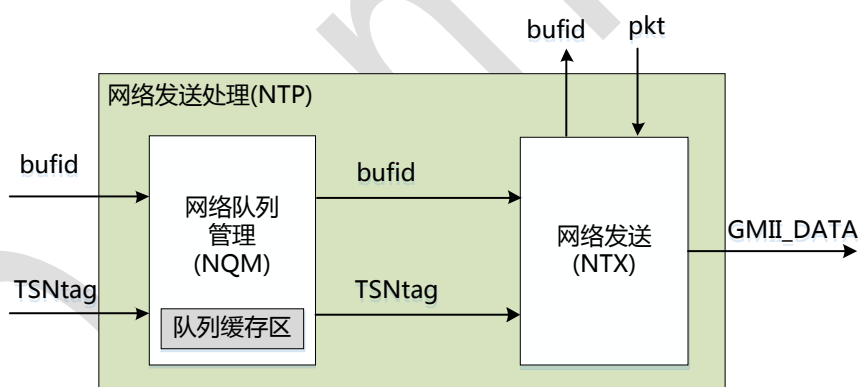 bufid
pkt
网络发送处理(NTP)
bufid
bufid
网络队列
管理
(NQM)
网络发送
(NTX)
GMII_DATA
TSNtag
TSNtag
队列缓存区